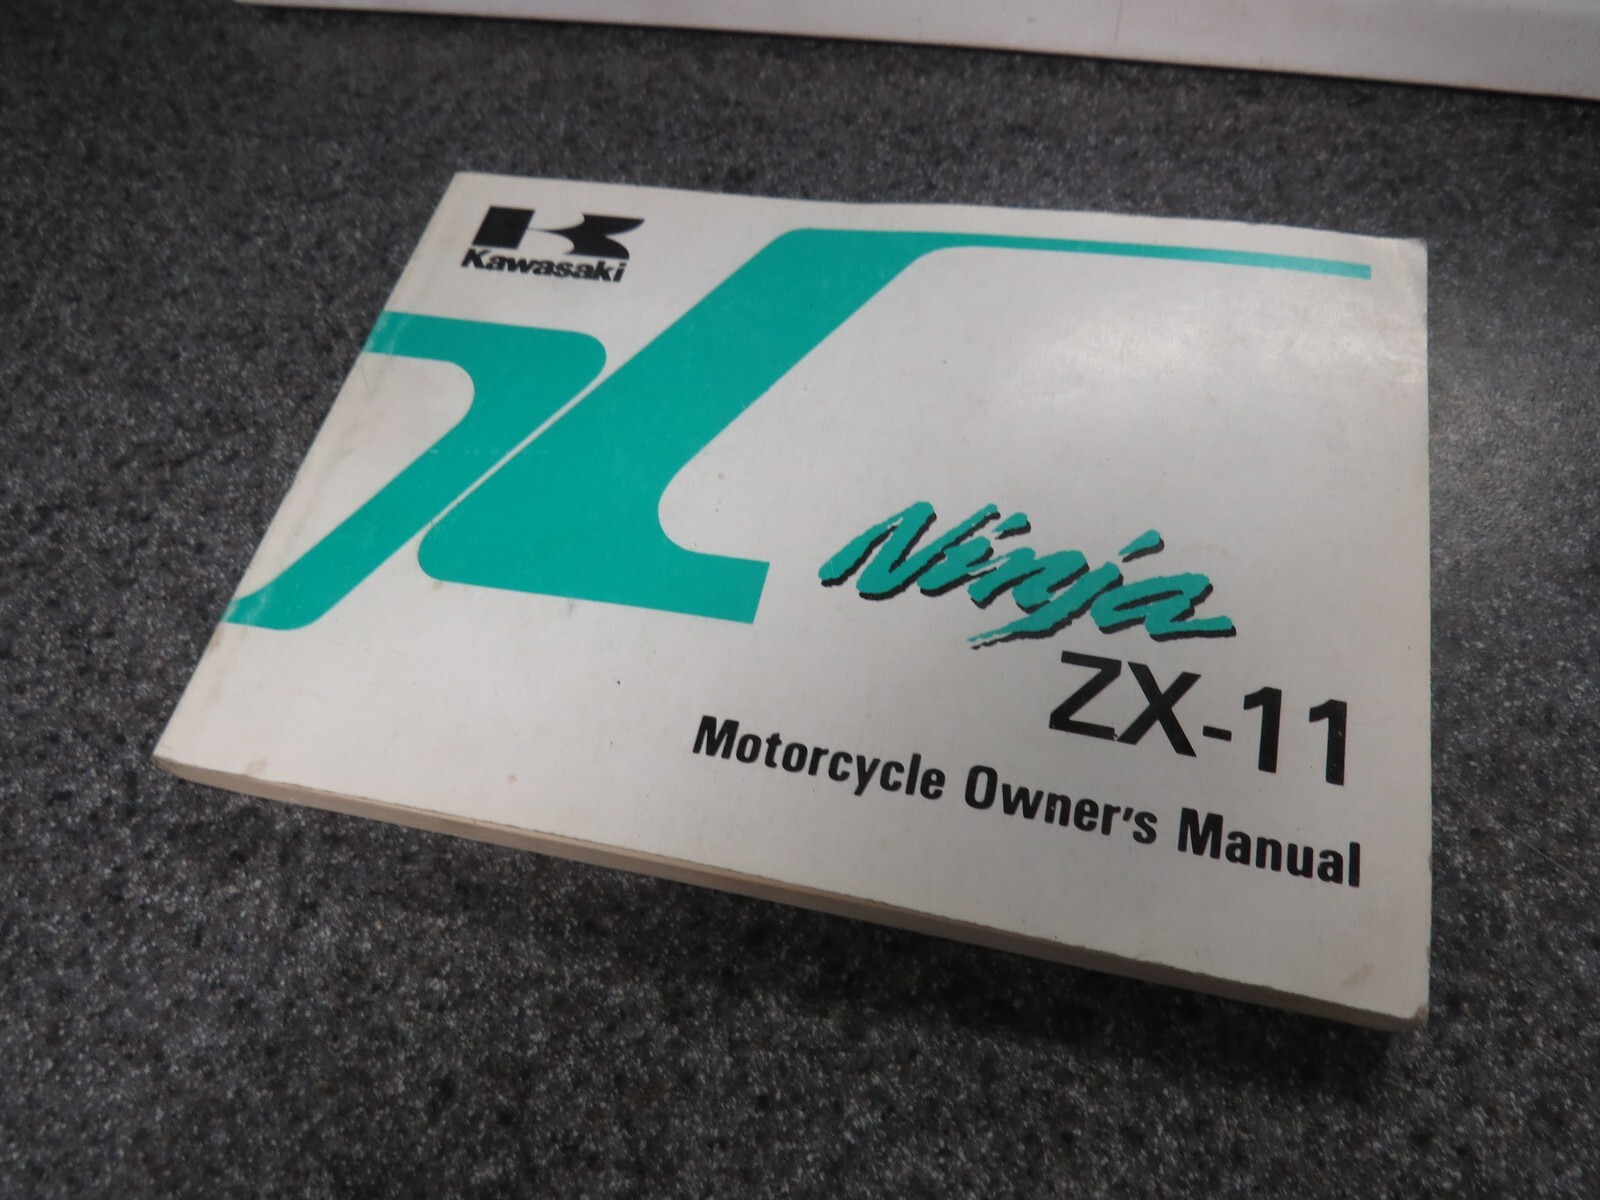 Kawasaki
Ninja
ZX-11
Motorcycle Owner's Manual